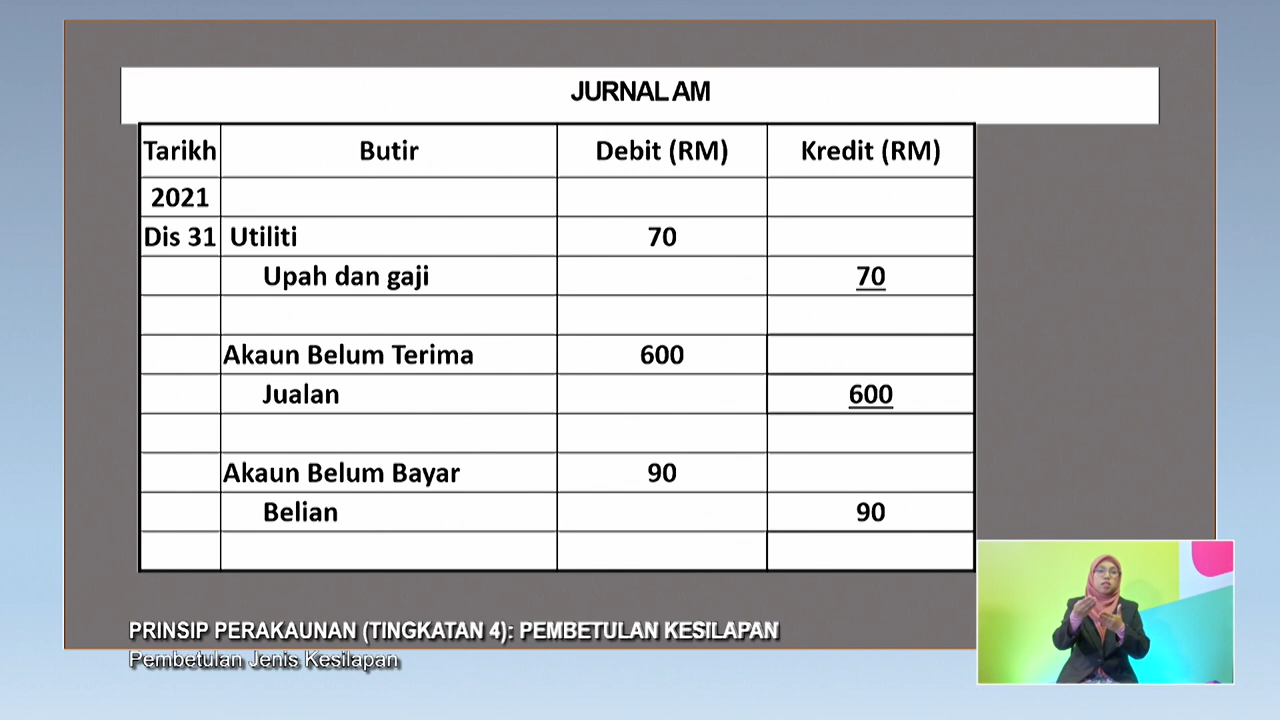 JURNAL AM
Tarikh Butir Debit (RM) Kredit (RM)
2021
Dis 31 Utiliti 70
Upah dan gaji 70
Akaun Belum Terima 600
Jualan 600
Akaun Belum Bayar 90
Belian 90
PRINSIP PERAKAUNAN (TINGKATAN 4): PEMBETULAN KESILAPAN
Pembetulan Jenis Kesilapan